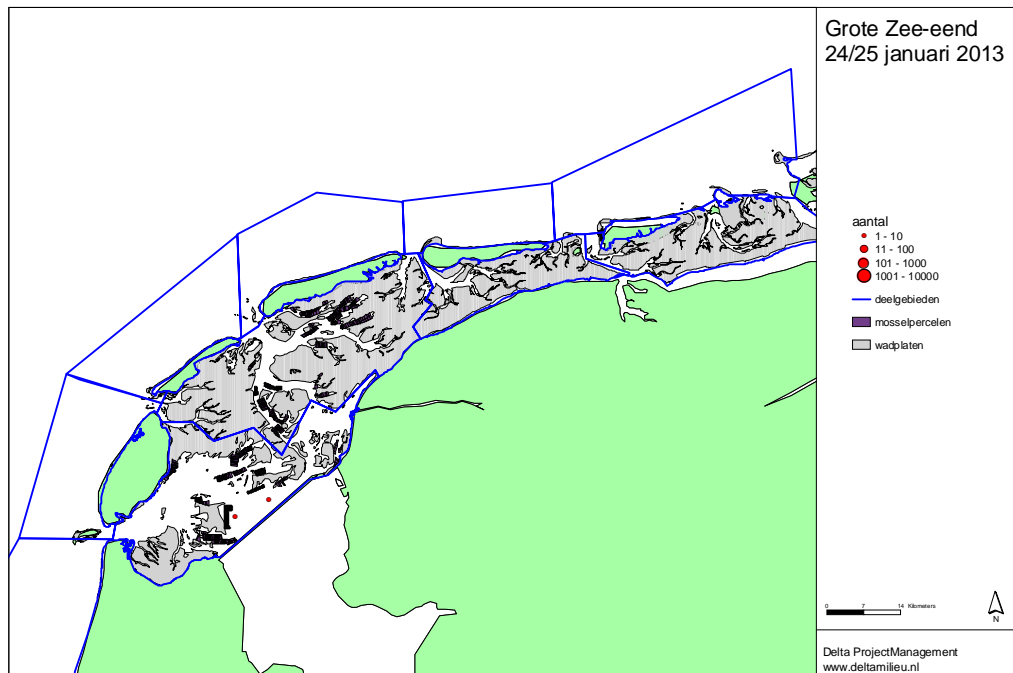 Grote Zee-eend
24/25 januari 2013
aantal
1 - 10
11 - 100
101 - 1000
1001 - 10000
deelgebieden
mosselpercelen
wadplaten
0 7 14 Kilometers
N
Delta ProjectManagement
www.deltamilieu.nl